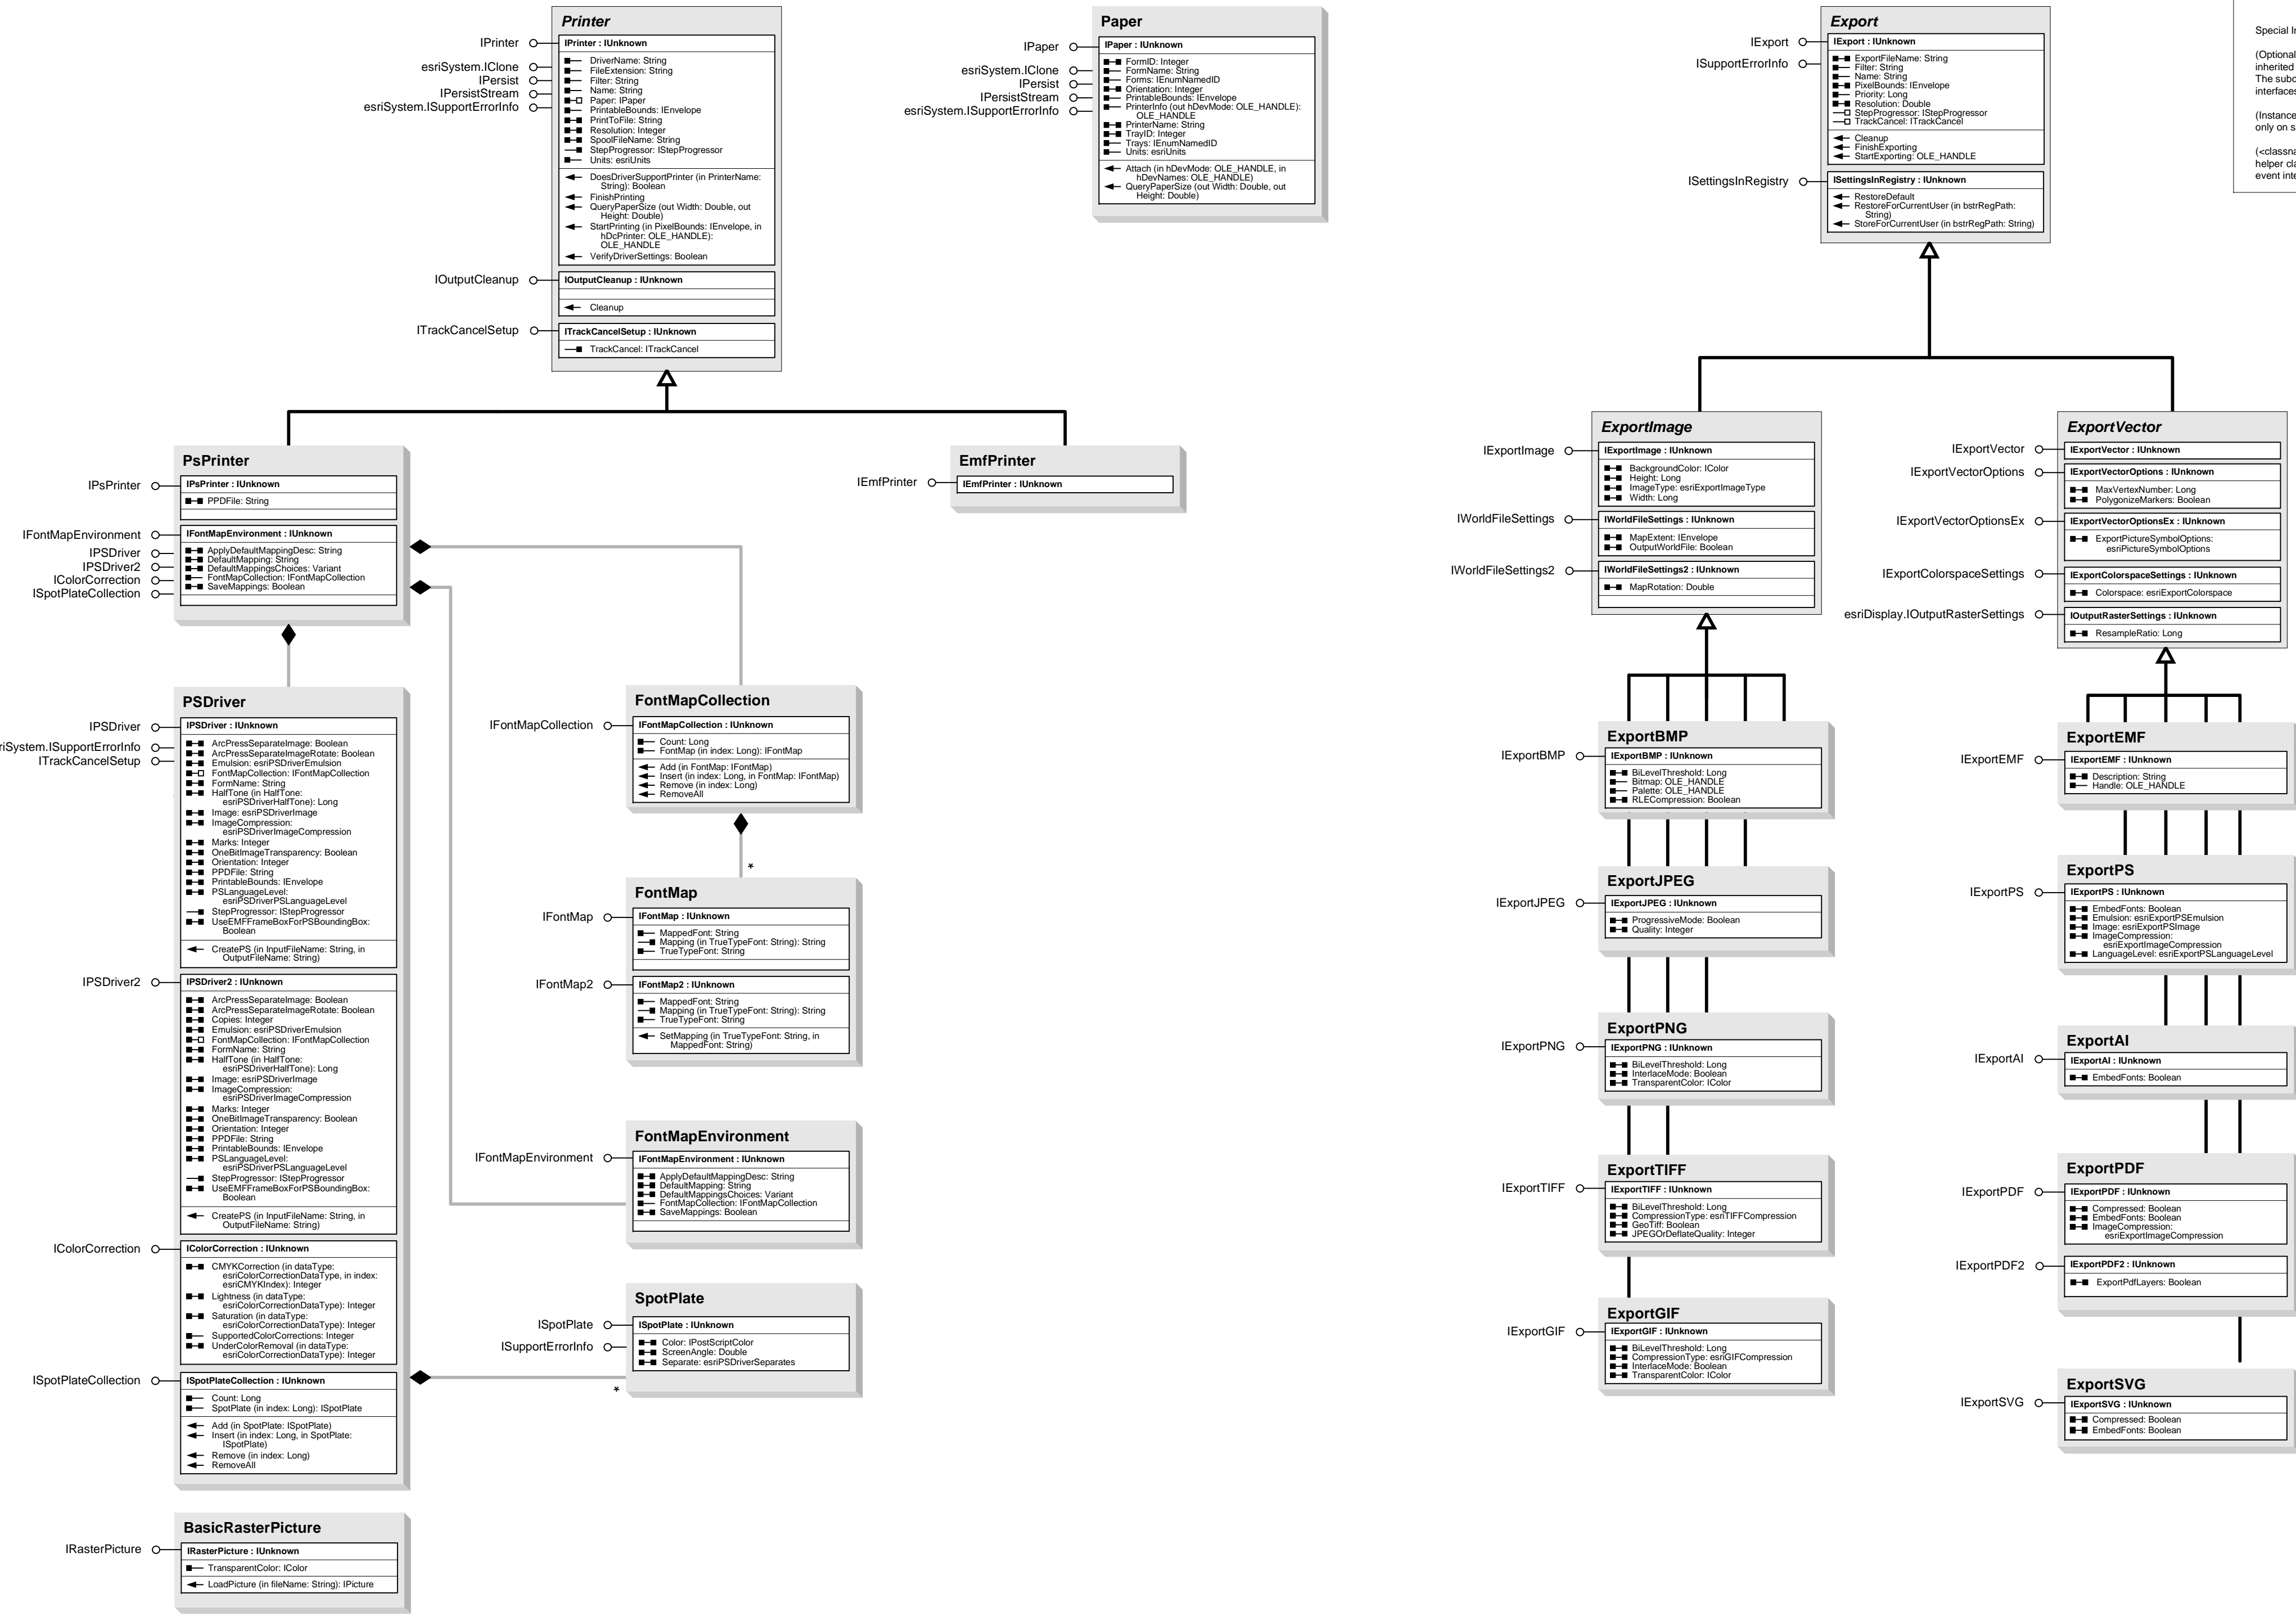 Printer
IPrinter
IPrinter : IUnknown
esriSystem.IClone
IPersist
IPersistStream
esriSystem.ISupportErrorInfo
DriverName: String
FileExtension: String
Filter: String
Name: String
Paper: IPaper
PrintableBounds: IEnvelope
PrintToFile: String
Resolution: Integer
SpoolFileName: String
StepProgressor: IStepProgressor
Units: esriUnits
DoesDriverSupportPrinter (in PrinterName:
String): Boolean
FinishPrinting
QueryPaperSize (out Width: Double, out
Height: Double)
StartPrinting (in PixelBounds: IEnvelope, in
hDcPrinter: OLE_HANDLE):
OLE_HANDLE
VerifyDriverSettings: Boolean
IOutputCleanup
IOutputCleanup : IUnknown
Cleanup
ITrackCancelSetup
ITrackCancelSetup : IUnknown
TrackCancel: ITrackCancel
Paper
IPaper
IPaper : IUnknown
esriSystem.IClone
IPersist
IPersistStream
esriSystem.ISupportErrorInfo
FormID: Integer
FormName: String
Forms: IEnumNamedID
Orientation: Integer
PrintableBounds: IEnvelope
PrinterInfo (out hDevMode: OLE_HANDLE):
OLE_HANDLE
PrinterName: String
TrayID: Integer
Trays: IEnumNamedID
Units: esriUnits
Attach (in hDevMode: OLE_HANDLE, in
hDevNames: OLE_HANDLE)
QueryPaperSize (out Width: Double, out
Height: Double)
Export
IExport
IExport : IUnknown
ISupportErrorInfo
ExportFileName: String
Filter: String
Name: String
PixelBounds: IEnvelope
Priority: Long
Resolution: Double
StepProgressor: IStepProgressor
TrackCancel: ITrackCancel
Cleanup
FinishExporting
StartExporting: OLE_HANDLE
ISettingsInRegistry
ISettingsInRegistry : IUnknown
RestoreDefault
RestoreForCurrentUser (in bstrRegPath:
String)
StoreForCurrentUser (in bstrRegPath: String)
Special
(Optional
inherited
The
(Instance
only on
helper
event
PsPrinter
IPsPrinter
IPsPrinter : IUnknown
PPDFile: String
IFontMapEnvironment
IFontMapEnvironment : IUnknown
IPSDriver
IPSDriver2
IColorCorrection
ISpotPlateCollection
ApplyDefaultMappingDesc: String
DefaultMapping: String
DefaultMappingsChoices: Variant
FontMapCollection: IFontMapCollection
SaveMappings: Boolean
EmfPrinter
IEmfPrinter
IEmfPrinter : IUnknown
ExportImage
IExportImage
IExportImage : IUnknown
BackgroundColor: IColor
Height: Long
ImageType: esriExportImageType
Width: Long
IWorldFileSettings
IWorldFileSettings : IUnknown
MapExtent: IEnvelope
OutputWorldFile: Boolean
IWorldFileSettings2
IWorldFileSettings2 : IUnknown
MapRotation: Double
ExportVector
IExportVector
IExportVector : IUnknown
IExportVectorOptions
IExportVectorOptions : IUnknown
MaxVertexNumber: Long
PolygonizeMarkers: Boolean
IExportVectorOptionsEx
IExportVectorOptionsEx : IUnknown
ExportPictureSymbolOptions:
esriPictureSymbolOptions
IExportColorspaceSettings
IExportColorspaceSettings : IUnknown
Colorspace: esriExportColorspace
esriDisplay.IOutputRasterSettings
IOutputRasterSettings : IUnknown
ResampleRatio: Long
PSDriver
IPSDriver
IPSDriver : IUnknown
riSystem.ISupportErrorInfo
ITrackCancelSetup
ArcPressSeparateImage: Boolean
ArcPressSeparateImageRotate: Boolean
Emulsion: esriPSDriverEmulsion
FontMapCollection: IFontMapCollection
FormName: String
HalfTone (in HalfTone:
esriPSDriverHalfTone): Long
Image: esriPSDriverImage
ImageCompression:
esriPSDriverImageCompression
Marks: Integer
OneBitImageTransparency: Boolean
Orientation: Integer
PPDFile: String
PrintableBounds: IEnvelope
PSLanguageLevel:
esriPSDriverPSLanguageLevel
StepProgressor: IStepProgressor
UseEMFFrameBoxForPSBoundingBox:
Boolean
CreatePS (in InputFileName: String, in
OutputFileName: String)
IPSDriver2
IPSDriver2 : IUnknown
ArcPressSeparateImage: Boolean
ArcPressSeparateImageRotate: Boolean
Copies: Integer
Emulsion: esriPSDriverEmulsion
FontMapCollection: IFontMapCollection
FormName: String
HalfTone (in HalfTone:
esriPSDriverHalfTone): Long
Image: esriPSDriverImage
ImageCompression:
esriPSDriverImageCompression
Marks: Integer
OneBitImageTransparency: Boolean
Orientation: Integer
PPDFile: String
PrintableBounds: IEnvelope
PSLanguageLevel:
esriPSDriverPSLanguageLevel
StepProgressor: IStepProgressor
UseEMFFrameBoxForPSBoundingBox:
Boolean
CreatePS (in InputFileName: String, in
OutputFileName: String)
IColorCorrection
IColorCorrection : IUnknown
CMYKCorrection (in dataType:
esriColorCorrectionDataType, in index:
esriCMYKIndex): Integer
Lightness (in dataType:
esriColorCorrectionDataType): Integer
Saturation (in dataType:
esriColorCorrectionDataType): Integer
SupportedColorCorrections: Integer
UnderColorRemoval (in dataType:
esriColorCorrectionDataType): Integer
ISpotPlateCollection
ISpotPlateCollection : IUnknown
Count: Long
SpotPlate (in index: Long): ISpotPlate
Add (in SpotPlate: ISpotPlate)
Insert (in index: Long, in SpotPlate:
ISpotPlate)
Remove (in index: Long)
RemoveAll
FontMapCollection
IFontMapCollection
IFontMapCollection : IUnknown
Count: Long
FontMap (in index: Long): IFontMap
Add (in FontMap: IFontMap)
Insert (in index: Long, in FontMap: IFontMap)
Remove (in index: Long)
RemoveAll
*
FontMap
IFontMap
IFontMap : IUnknown
MappedFont: String
Mapping (in TrueTypeFont: String): String
TrueTypeFont: String
IFontMap2
IFontMap2 : IUnknown
MappedFont: String
Mapping (in TrueTypeFont: String): String
TrueTypeFont: String
SetMapping (in TrueTypeFont: String, in
MappedFont: String)
FontMapEnvironment
IFontMapEnvironment
IFontMapEnvironment : IUnknown
ApplyDefaultMappingDesc: String
DefaultMapping: String
DefaultMappingsChoices: Variant
FontMapCollection: IFontMapCollection
SaveMappings: Boolean
SpotPlate
ISpotPlate
ISpotPlate : IUnknown
ISupportErrorInfo
Color: IPostScriptColor
ScreenAngle: Double
Separate: esriPSDriverSeparates
*
BasicRasterPicture
IRasterPicture
IRasterPicture : IUnknown
TransparentColor: IColor
LoadPicture (in fileName: String): IPicture
ExportBMP
IExportBMP
IExportBMP : IUnknown
BiLevelThreshold: Long
Bitmap: OLE_HANDLE
Palette: OLE_HANDLE
RLECompression: Boolean
ExportJPEG
IExportJPEG
IExportJPEG : IUnknown
ProgressiveMode: Boolean
Quality: Integer
ExportPNG
IExportPNG
IExportPNG : IUnknown
BiLevelThreshold: Long
InterlaceMode: Boolean
TransparentColor: IColor
ExportTIFF
IExportTIFF
IExportTIFF : IUnknown
BiLevelThreshold: Long
CompressionType: esriTIFFCompression
GeoTiff: Boolean
JPEGOrDeflateQuality: Integer
ExportGIF
IExportGIF
IExportGIF : IUnknown
BiLevelThreshold: Long
CompressionType: esriGIFCompression
InterlaceMode: Boolean
TransparentColor: IColor
ExportEMF
IExportEMF
IExportEMF : IUnknown
Description: String
Handle: OLE_HANDLE
ExportPS
IExportPS
IExportPS : IUnknown
EmbedFonts: Boolean
Emulsion: esriExportPSEmulsion
Image: esriExportPSImage
ImageCompression:
esriExportImageCompression
LanguageLevel: esriExportPSLanguageLevel
ExportAI
IExportAI
IExportAI : IUnknown
EmbedFonts: Boolean
ExportPDF
IExportPDF
IExportPDF : IUnknown
Compressed: Boolean
EmbedFonts: Boolean
ImageCompression:
esriExportImageCompression
IExportPDF2
IExportPDF2 : IUnknown
ExportPdfLayers: Boolean
ExportSVG
IExportSVG
IExportSVG : IUnknown
Compressed: Boolean
EmbedFonts: Boolean